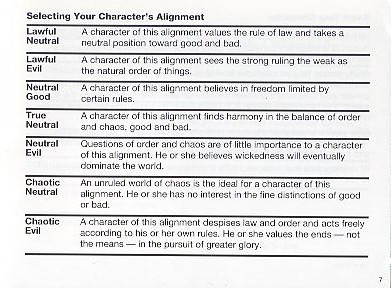 Selecting Your Character's Alignment
Lawful Neutral A character of this alignment values the rule of law and takes a
neutral position toward good and bad.
Lawful Evil A character of this alignment sees the strong ruling the weak as
the natural order of things.
Neutral Good A character of this alignment believes in freedom limited by
certain rules.
True Neutral A character of this alignment finds harmony in the balance of order
and chaos, good and bad.
Neutral Evil Questions of order and chaos are of little importance to a character
of this alignment. He or she believes wickedness will eventually
dominate the world.
Chaotic Neutral An unruled world of chaos is the ideal for a character of this
alignment. He or she has no interest in the fine distinctions of good
or bad.
Chaotic Evil A character of this alignment despises law and order and acts freely
according to his or her own rules. He or she values the ends — not
the means — in the pursuit of greater glory.
7